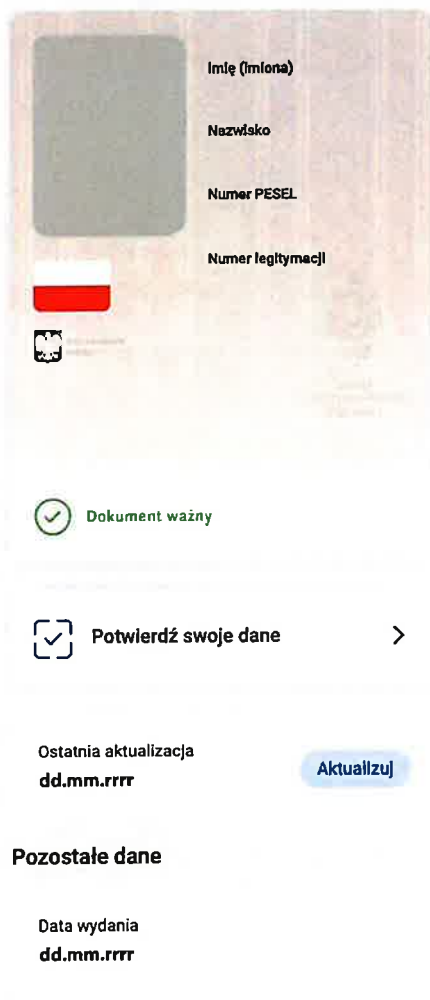 Imię (imiona)
Nazwisko
Numer PESEL
Numer legitymacji
Dokument ważny
Potwierdź swoje dane
Ostatnia aktualizacja
dd.mm.rrrr
Aktualizuj
Pozostałe dane
Data wydania
dd.mm.rrrr